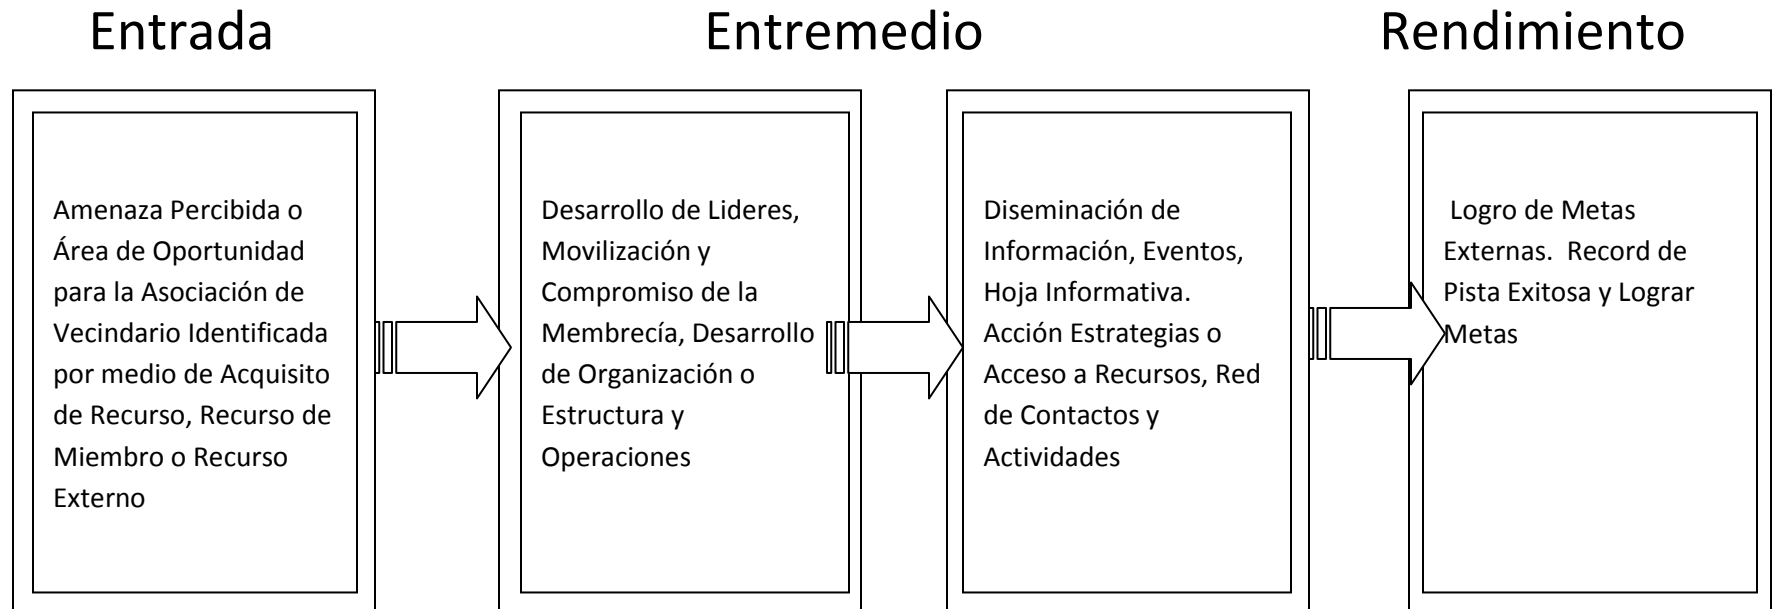 Entrada
Entremedio
Rendimiento
Amenaza Percibida o
Área de Oportunidad
para la Asociación de
Vecindario Identificada
por medio de Acquisito
de Recurso, Recurso de
Miembro o Recurso
Externo
Desarrollo de Lideres,
Movilización y
Compromiso de la
Membrecía, Desarrollo
de Organización o
Estructura y
Operaciones
Diseminación de
Información, Eventos,
Hoja Informativa.
Acción Estrategias o
Acceso a Recursos, Red
de Contactos y
Actividades
Logro de Metas
Externas.  Record de
Pista Exitosa y Lograr
Metas